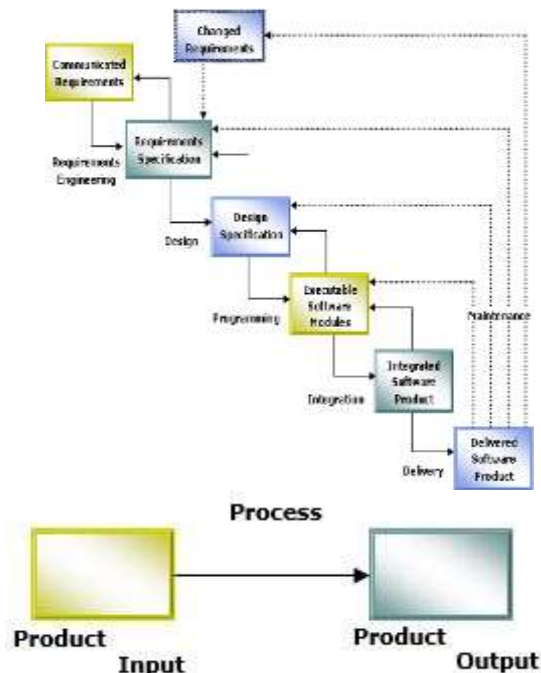 Changed
Requirements
Communicated
Requirements
Requirements
Specification
Requirements
Engineering
Design
Specification
Design
Executable
Software
Modules
Programming
Maintenance
Integrated
Software
Product
Integration
Delivered
Software
Product
Delivery
Process
Product
Input
Product
Output